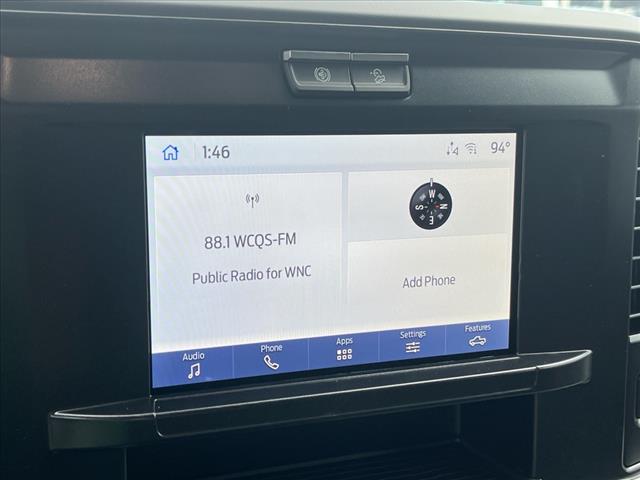 1:46
94°
88.1 WCQS-FM
Public Radio for WNC
W
S
N
E
Add Phone
Audio
Phone
Apps
Settings
Features